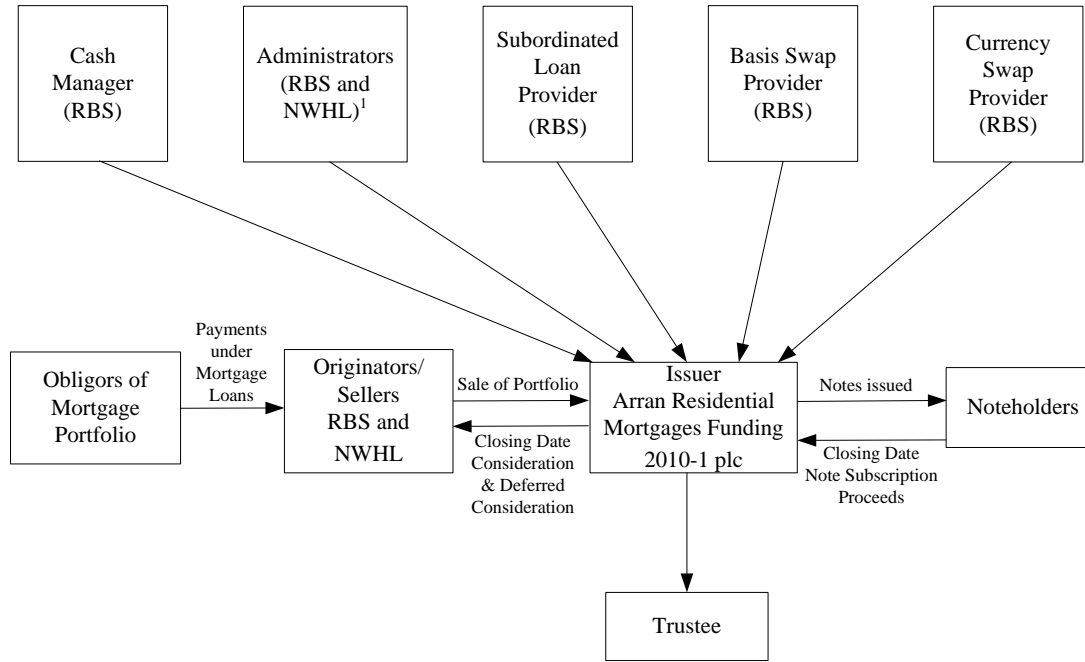 Cash
Manager
(RBS)
Administrators
(RBS and
NWHL)¹
Subordinated
Loan
Provider
(RBS)
Basis Swap
Provider
(RBS)
Currency
Swap
Provider
(RBS)
Obligors of
Mortgage
Portfolio
Payments
under
Mortgage
Loans
Originators/
Sellers
RBS and
NWHL
Sale of Portfolio
Closing Date
Consideration
& Deferred
Consideration
Issuer
Arran Residential
Mortgages Funding
2010-1 plc
Notes issued
Closing Date
Note Subscription
Proceeds
Noteholders
Trustee